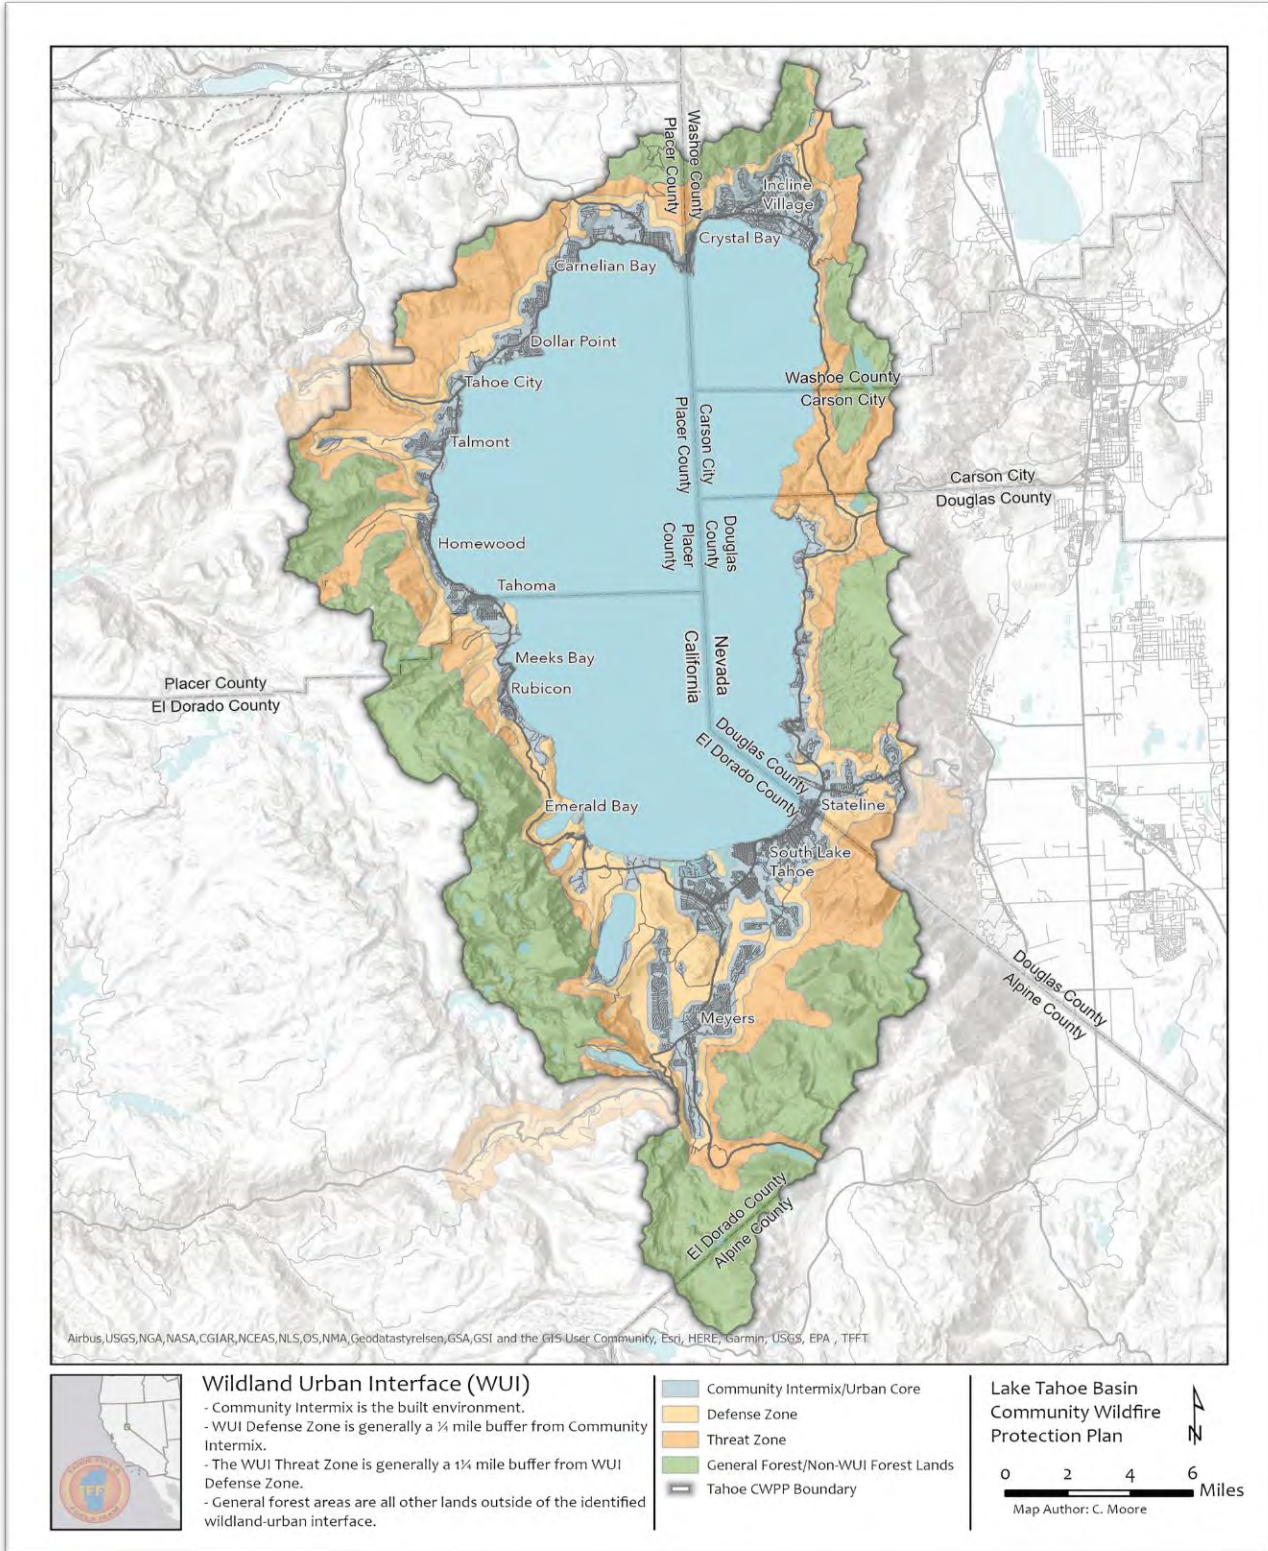 Washoe County
Placer County
Incline
Village
Crystal Bay
Carnelian Bay
Dollar Point
Tahoe City
Washoe County
Carson City
Placer County
Carson City
Talmont
Carson City
Douglas County
Homewood
Placer
County
Douglas
County
Tahoma
California
Nevada
Meeks Bay
Rubicon
Placer County
El Dorado County
Douglas County
El Dorado County
Emerald Bay
Stateline
South Lake
Tahoe
Meyers
Douglas County
Alpine County
El Dorado County
Alpine County
Airbus,USGS,NGA,NASA,CGIAR,NCEAS,NLS,OS,NMA,Geodatastyrelsen,GSA,GSI and the GIS User Community, Esri, HERE, Garmin, USGS, EPA , TFFT
TFFT
Wildland Urban Interface (WUI)
- Community Intermix is the built environment.
- WUI Defense Zone is generally a ¼ mile buffer from Community
Intermix.
- The WUI Threat Zone is generally a 1¼ mile buffer from WUI
Defense Zone.
- General forest areas are all other lands outside of the identified
wildland-urban interface.
Community Intermix/Urban Core
Defense Zone
Threat Zone
General Forest/Non-WUI Forest Lands
Tahoe CWPP Boundary
Lake Tahoe Basin
Community Wildfire
Protection Plan
N
0 2 4 6
Miles
Map Author: C. Moore